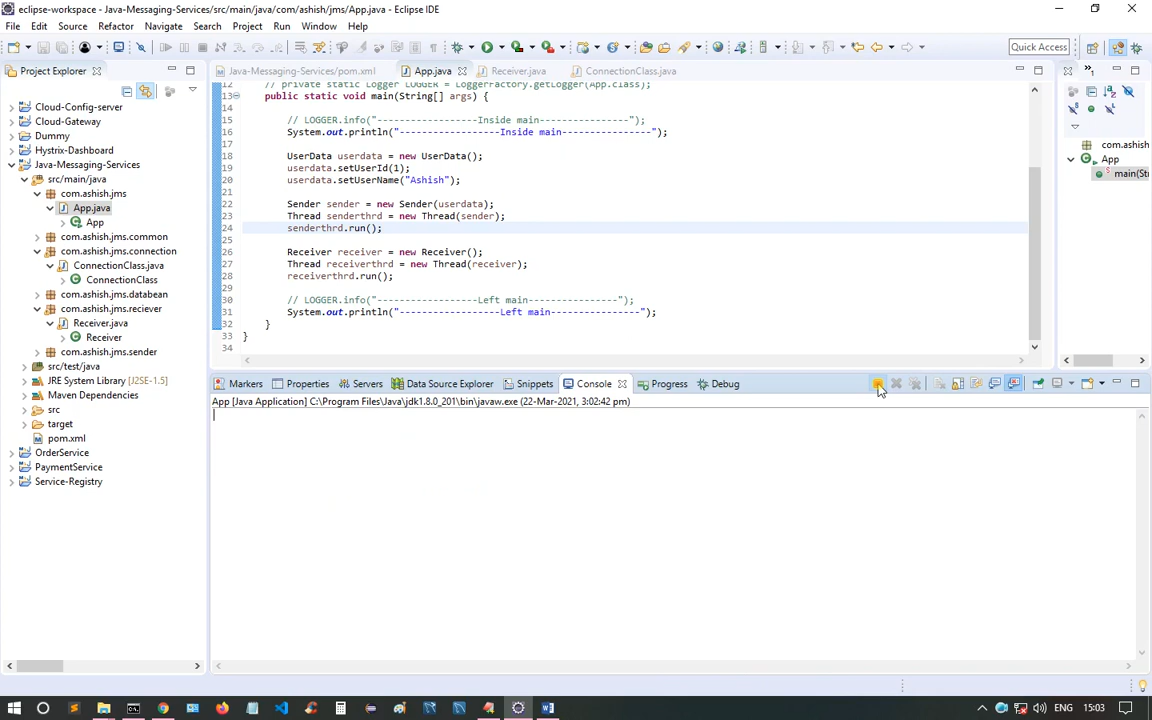 eclipse-workspace - Java-Messaging-Services/src/main/java/com/ashish/jms/App.java - Eclipse IDE
File Edit Source Refactor Navigate Search Project Run Window Help
Quick Access
Project Explorer
Java-Messaging-Services/pom.xml App.java Receiver.java ConnectionClass.java
Cloud-Config-server
Cloud-Gateway
Dummy
Hystrix-Dashboard
Java-Messaging-Services
src/main/java
com.ashish.jms
App.java
App
com.ashish.jms.common
com.ashish.jms.connection
ConnectionClass.java
ConnectionClass
com.ashish.jms.databean
com.ashish.jms.reciever
Receiver.java
Receiver
com.ashish.jms.sender
src/test/java
JRE System Library [J2SE-1.5]
Maven Dependencies
src
target
pom.xml
OrderService
PaymentService
Service-Registry
12 // private static Logger LOGGER = LoggerFactory.getLogger(App.class);
13 public static void main(String[] args) {
14
15 // LOGGER.info("------------------Inside main----------------");
16 System.out.println("------------------Inside main----------------");
17
18 UserData userdata = new UserData();
19 userdata.setUserId(1);
20 userdata.setUserName("Ashish");
21
22 Sender sender = new Sender(userdata);
23 Thread senderthrd = new Thread(sender);
24 senderthrd.run();
25
26 Receiver receiver = new Receiver();
27 Thread receiverthrd = new Thread(receiver);
28 receiverthrd.run();
29
30 // LOGGER.info("------------------Left main----------------");
31 System.out.println("------------------Left main----------------");
32 }
33 }
34
com.ashish
App
main(Stri
Markers Properties Servers Data Source Explorer Snippets Console Progress Debug
App [Java Application] C:\Program Files\Java\jdk1.8.0_201\bin\javaw.exe (22-Mar-2021, 3:02:42 pm)
ENG 15:03